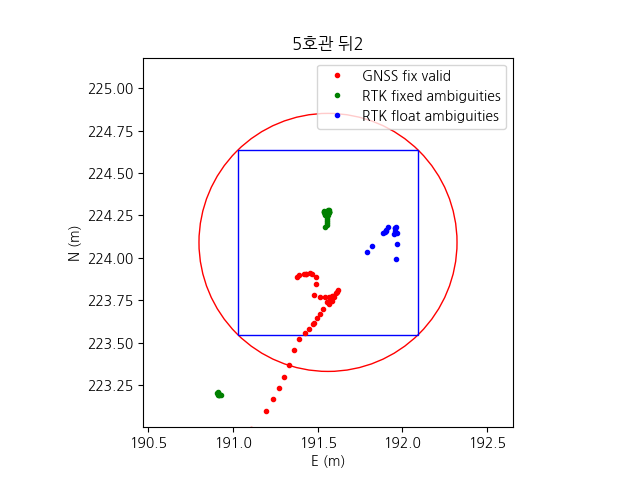 5호관 뒤2
GNSS fix valid
RTK fixed ambiguities
RTK float ambiguities
225.00
224.75
224.50
224.25
224.00
223.75
223.50
223.25
N (m)
190.5 191.0 191.5 192.0 192.5
E (m)